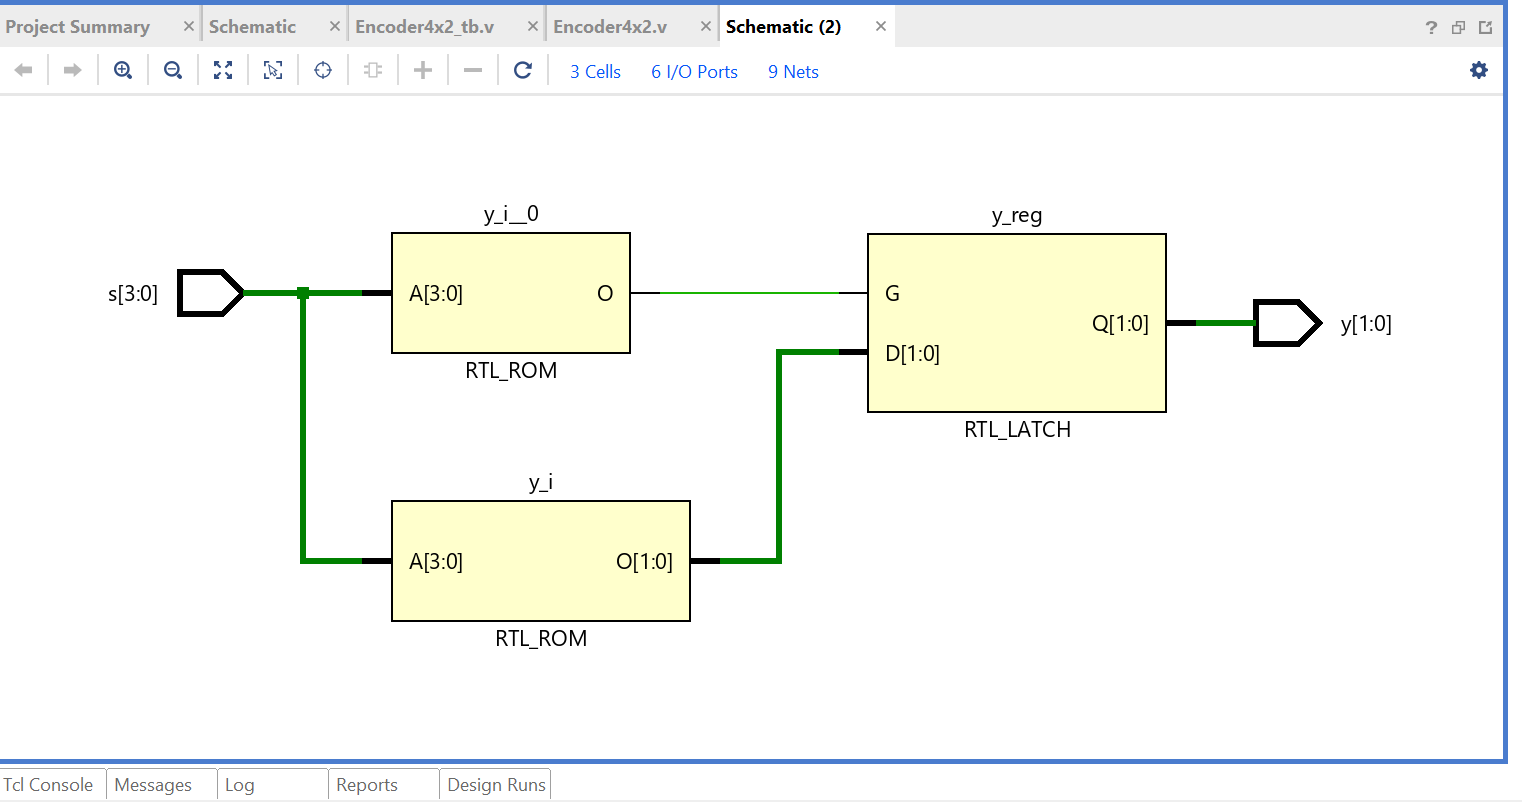 Project Summary × Schematic × Encoder4x2_tb.v × Encoder4x2.v × Schematic (2) × ?
3 Cells 6 I/O Ports 9 Nets
y_i__0
y_reg
s[3:0] A[3:0] O G
Q[1:0] y[1:0]
D[1:0]
RTL_ROM
RTL_LATCH
y_i
A[3:0] O[1:0]
RTL_ROM
Tcl Console Messages Log Reports Design Runs